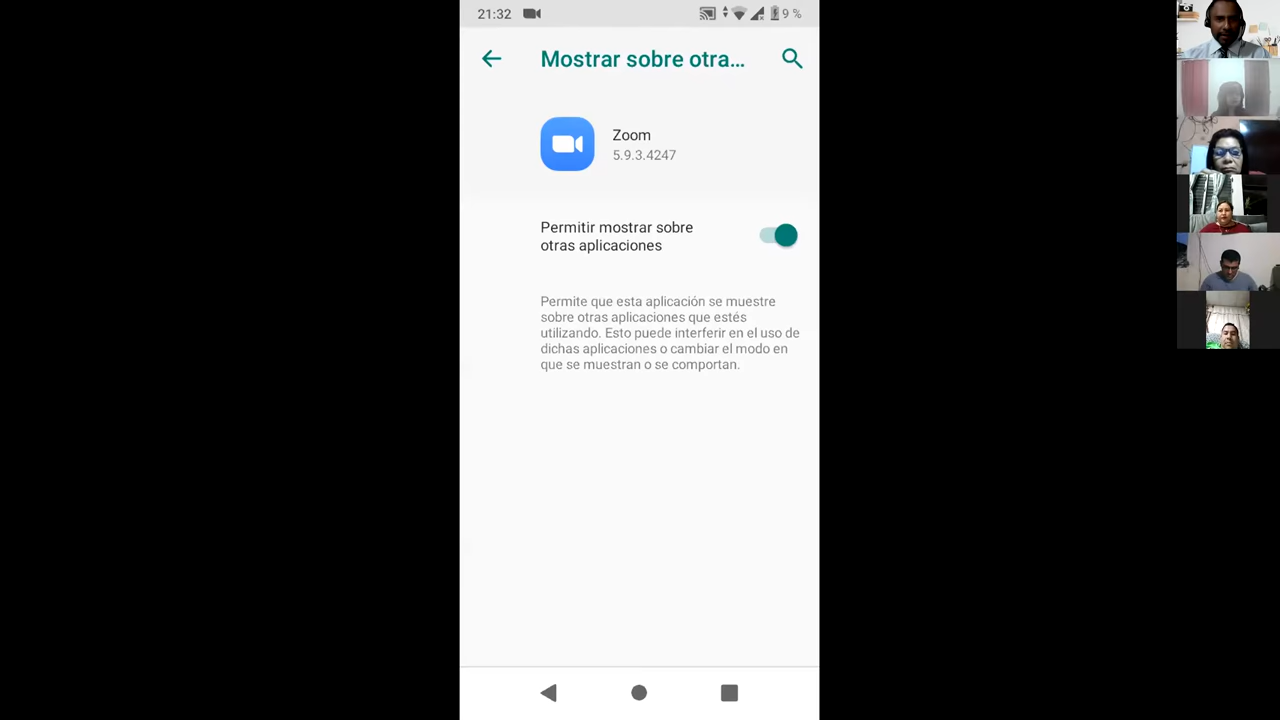 21:32
9 %
Mostrar sobre otra...
Zoom
5.9.3.4247
Permitir mostrar sobre
otras aplicaciones
Permite que esta aplicación se muestre
sobre otras aplicaciones que estés
utilizando. Esto puede interferir en el uso de
dichas aplicaciones o cambiar el modo en
que se muestran o se comportan.